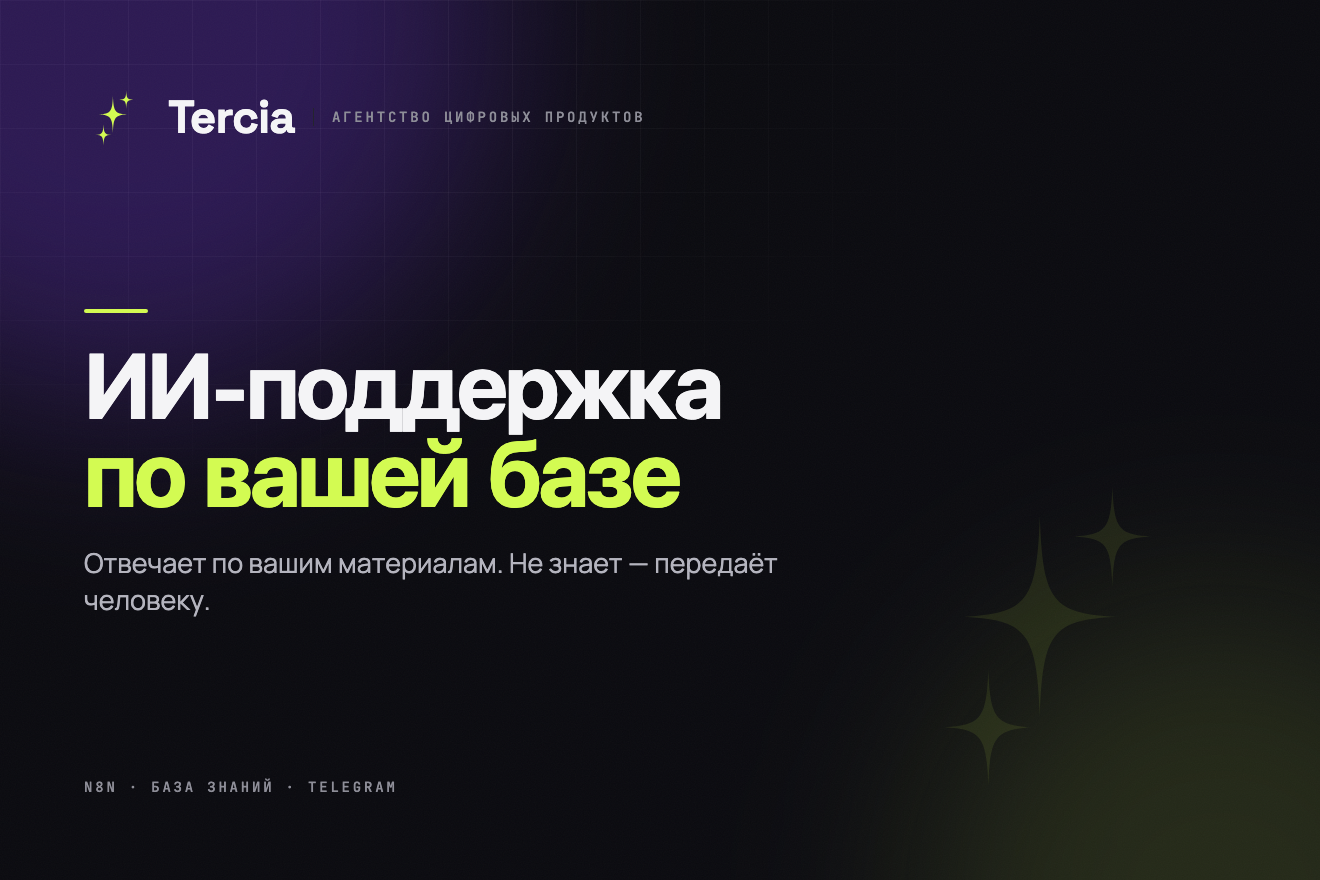 Tercia
АГЕНТСТВО ЦИФРОВЫХ ПРОДУКТОВ
ИИ-поддержка
по вашей базе
Отвечает по вашим материалам. Не знает — передаёт
человеку.
N8N · БАЗА ЗНАНИЙ · TELEGRAM